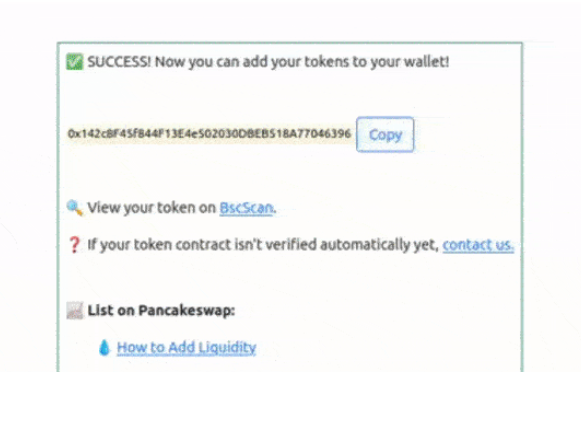 ✅ SUCCESS! Now you can add your tokens to your wallet!
0x142c8F45f844F13E4e502030DBEB518A77046396 Copy
🔍 View your token on BscScan.
❓ If your token contract isn't verified automatically yet, contact us.
📈 List on Pancakeswap:
💧 How to Add Liquidity